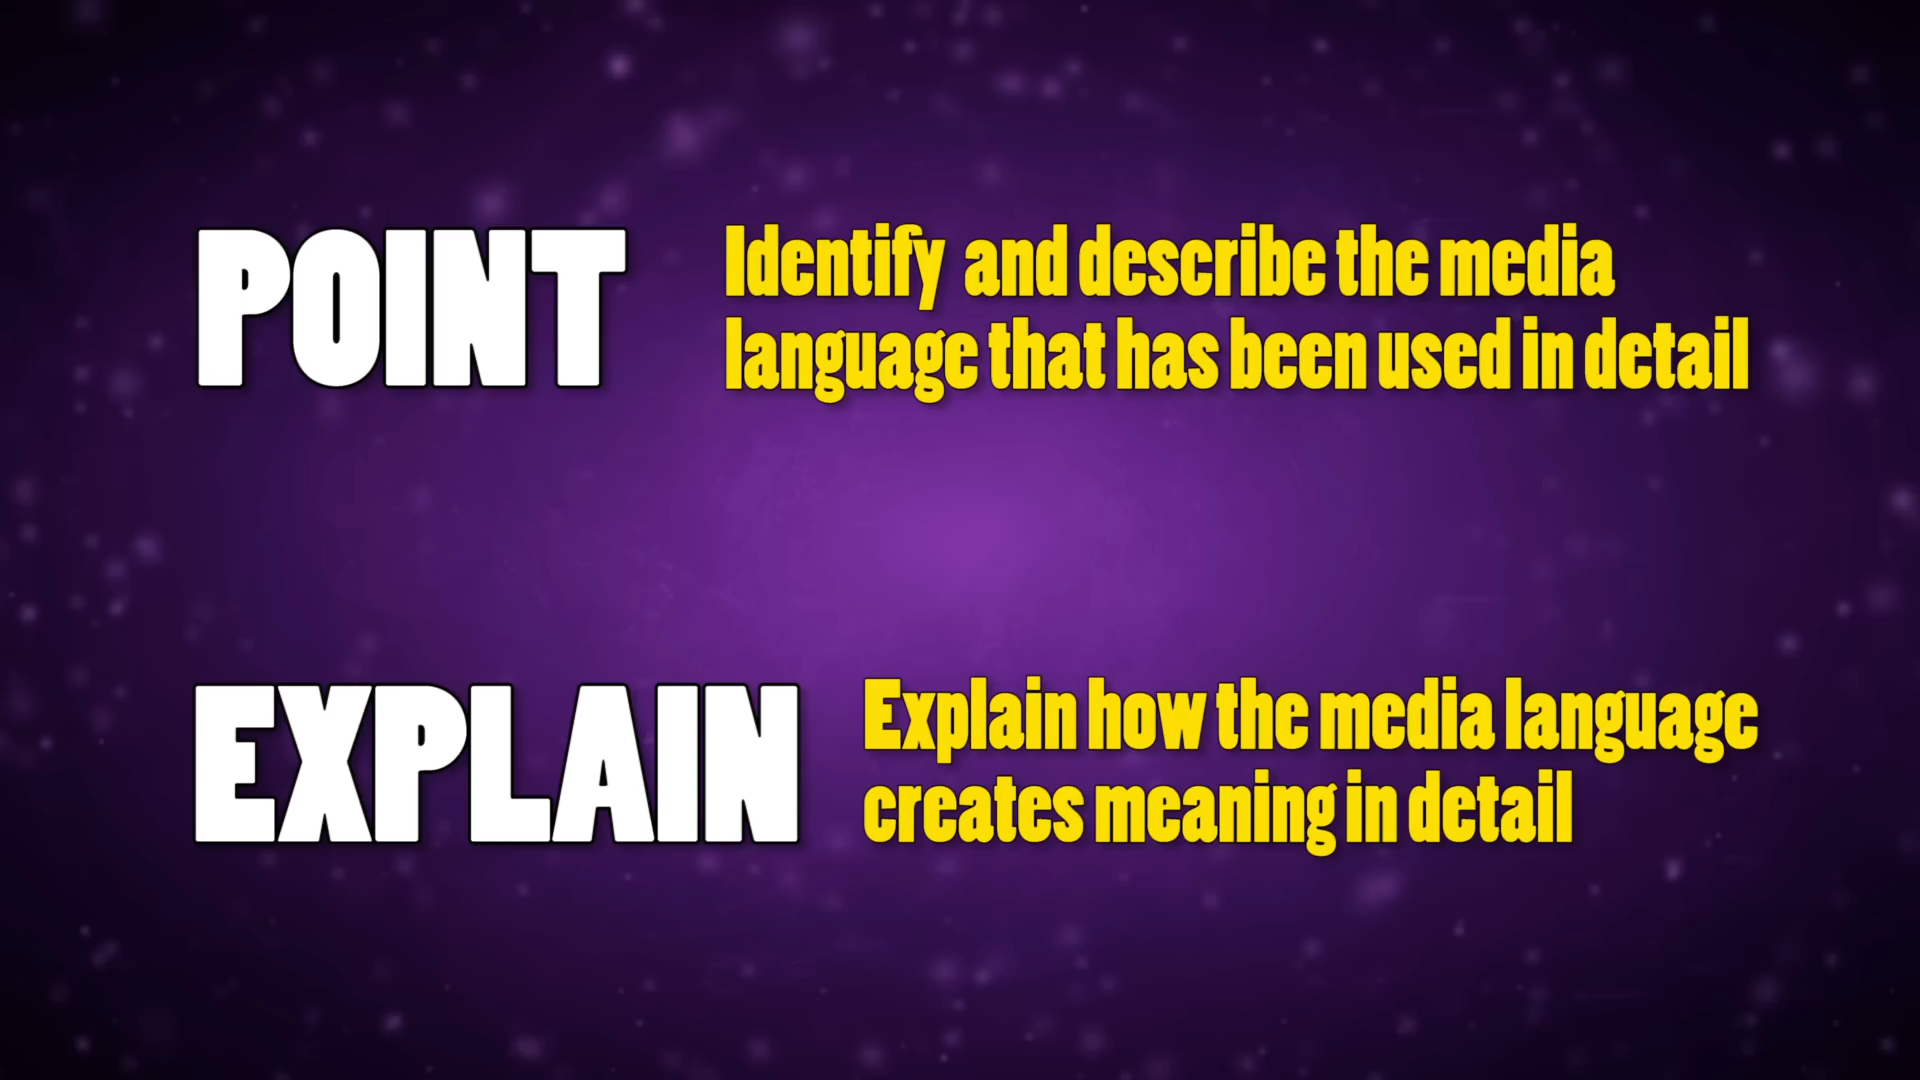 POINT
Identify and describe the media
language that has been used in detail
EXPLAIN
Explain how the media language
creates meaning in detail